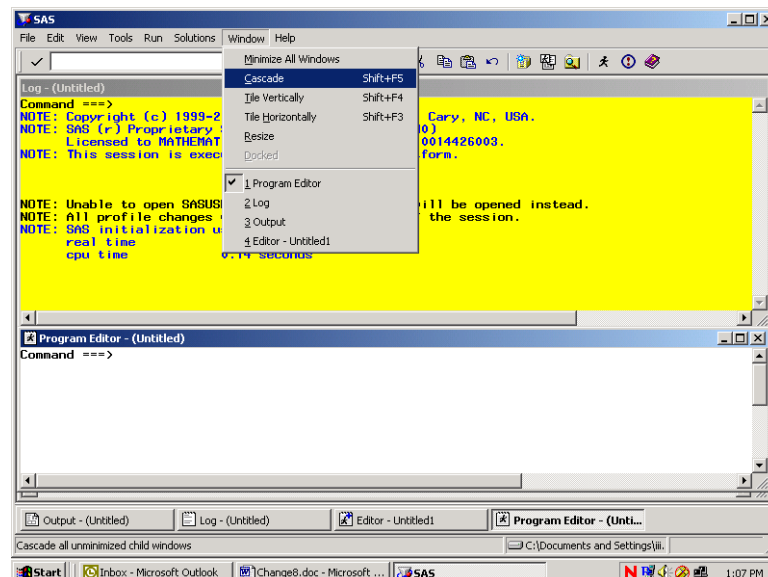 SAS
File Edit View Tools Run Solutions Window Help
Minimize All Windows
Cascade Shift+F5
Tile Vertically Shift+F4
Tile Horizontally Shift+F3
Resize
Docked
1 Program Editor
2 Log
3 Output
4 Editor - Untitled1
Log - (Untitled)
Command ===>
NOTE: Copyright (c) 1999-2 Cary, NC, USA.
NOTE: SAS (r) Proprietary
Licensed to MATHEMAT 0014426003.
NOTE: This session is exec form.
NOTE: Unable to open SASUS ill be opened instead.
NOTE: All profile changes the session.
NOTE: SAS initialization u
real time
cpu time 0.14 seconds
Program Editor - (Untitled)
Command ===>
Output - (Untitled) Log - (Untitled) Editor - Untitled1 Program Editor - (Unti...
Cascade all unminimized child windows C:\Documents and Settings\iii.
Start Inbox - Microsoft Outlook Change8.doc - Microsoft ... SAS 1:07 PM